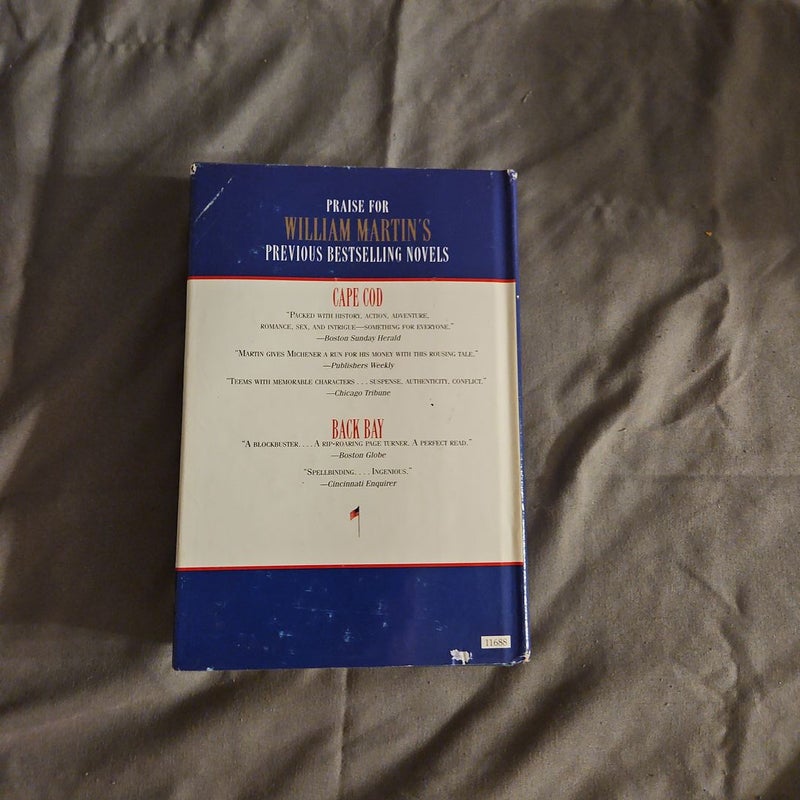 PRAISE FOR
WILLIAM MARTIN'S
PREVIOUS BESTSELLING NOVELS
CAPE COD
"PACKED WITH HISTORY, ACTION, ADVENTURE,
ROMANCE, SEX, AND INTRIGUE—SOMETHING FOR EVERYONE."
—Boston Sunday Herald
"MARTIN GIVES MICHENER A RUN FOR HIS MONEY WITH THIS ROUSING TALE."
—Publishers Weekly
"TEEMS WITH MEMORABLE CHARACTERS . . . SUSPENSE, AUTHENTICITY, CONFLICT."
—Chicago Tribune
BACK BAY
"A BLOCKBUSTER. . . . A RIP-ROARING PAGE TURNER. A PERFECT READ."
—Boston Globe
"SPELLBINDING. . . . INGENIOUS."
—Cincinnati Enquirer
11688